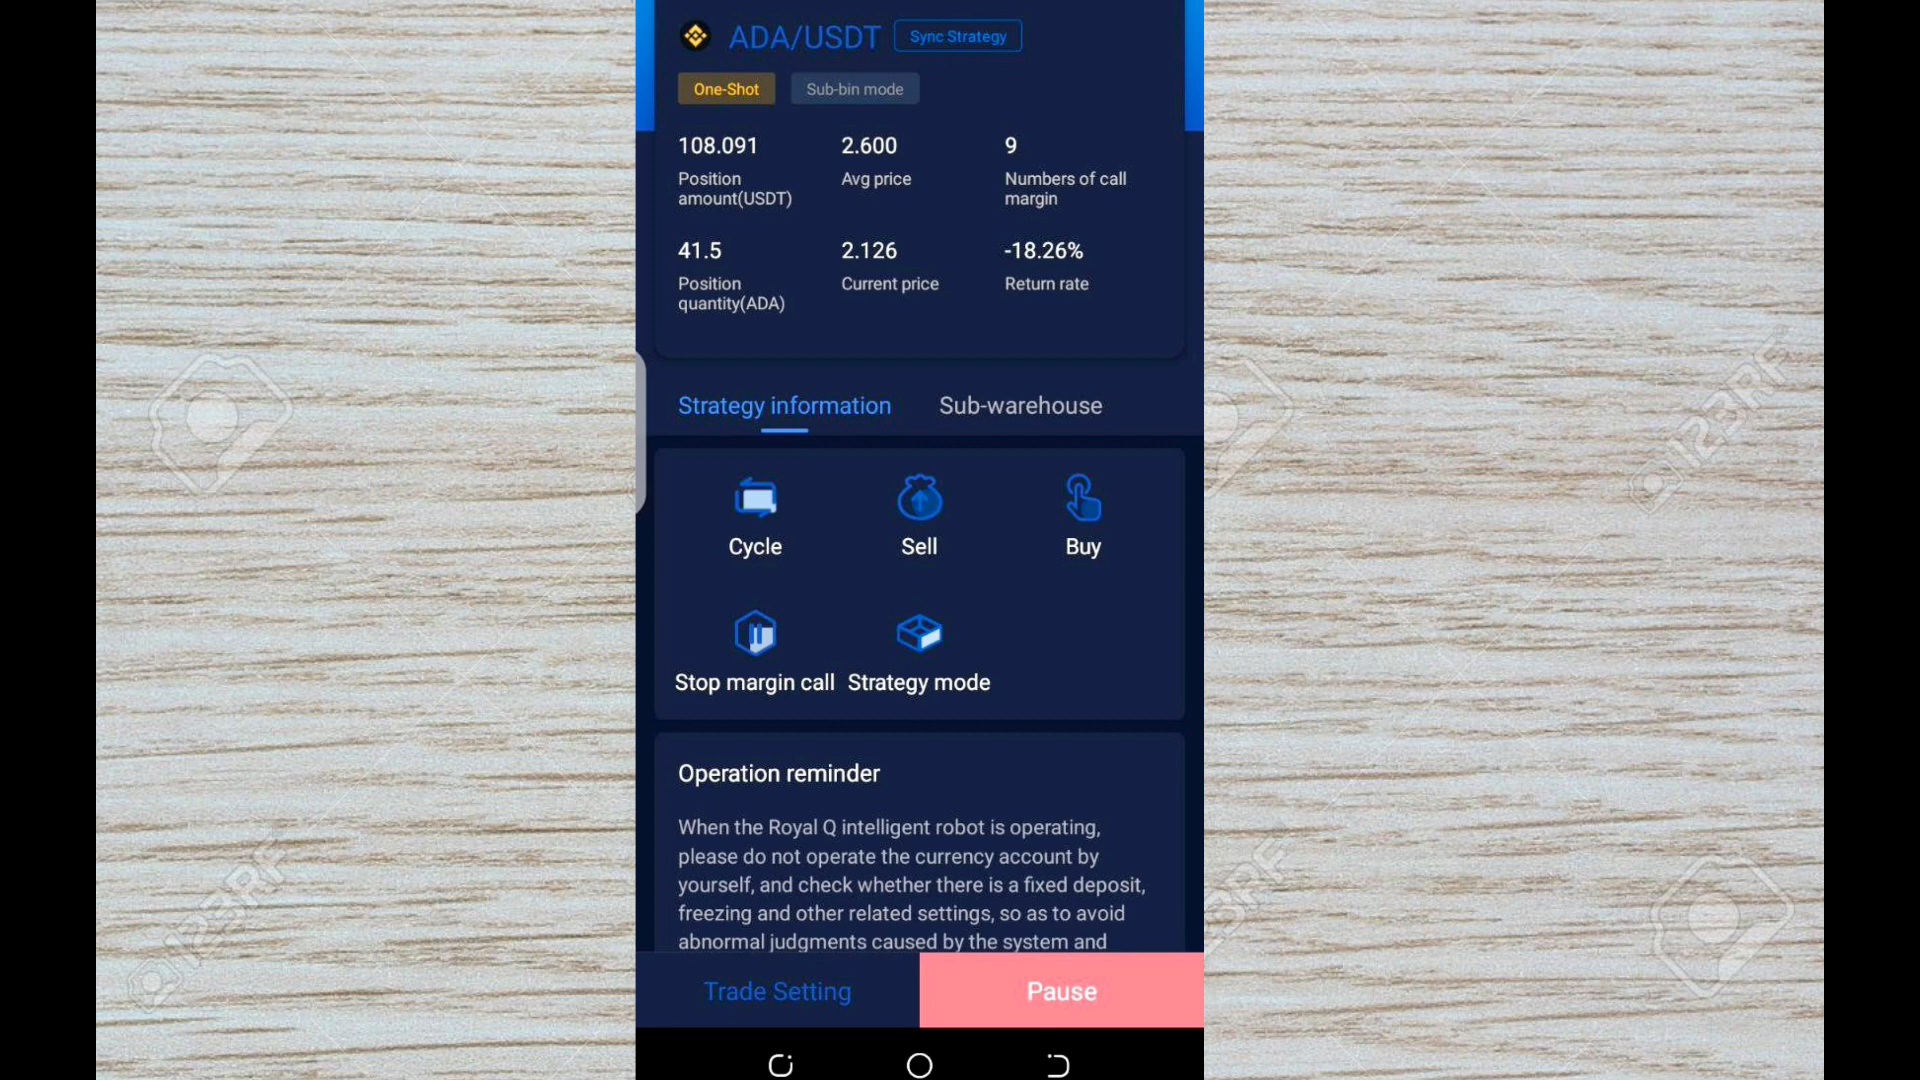 ADA/USDT
Sync Strategy
One-Shot
Sub-bin mode
108.091
2.600
9
Position
amount(USDT)
Avg price
Numbers of call
margin
41.5
2.126
-18.26%
Position
quantity(ADA)
Current price
Return rate
Strategy information
Sub-warehouse
Cycle
Sell
Buy
Stop margin call
Strategy mode
Operation reminder
When the Royal Q intelligent robot is operating,
please do not operate the currency account by
yourself, and check whether there is a fixed deposit,
freezing and other related settings, so as to avoid
abnormal judgments caused by the system and
Trade Setting
Pause
123RF
123RF
123RF